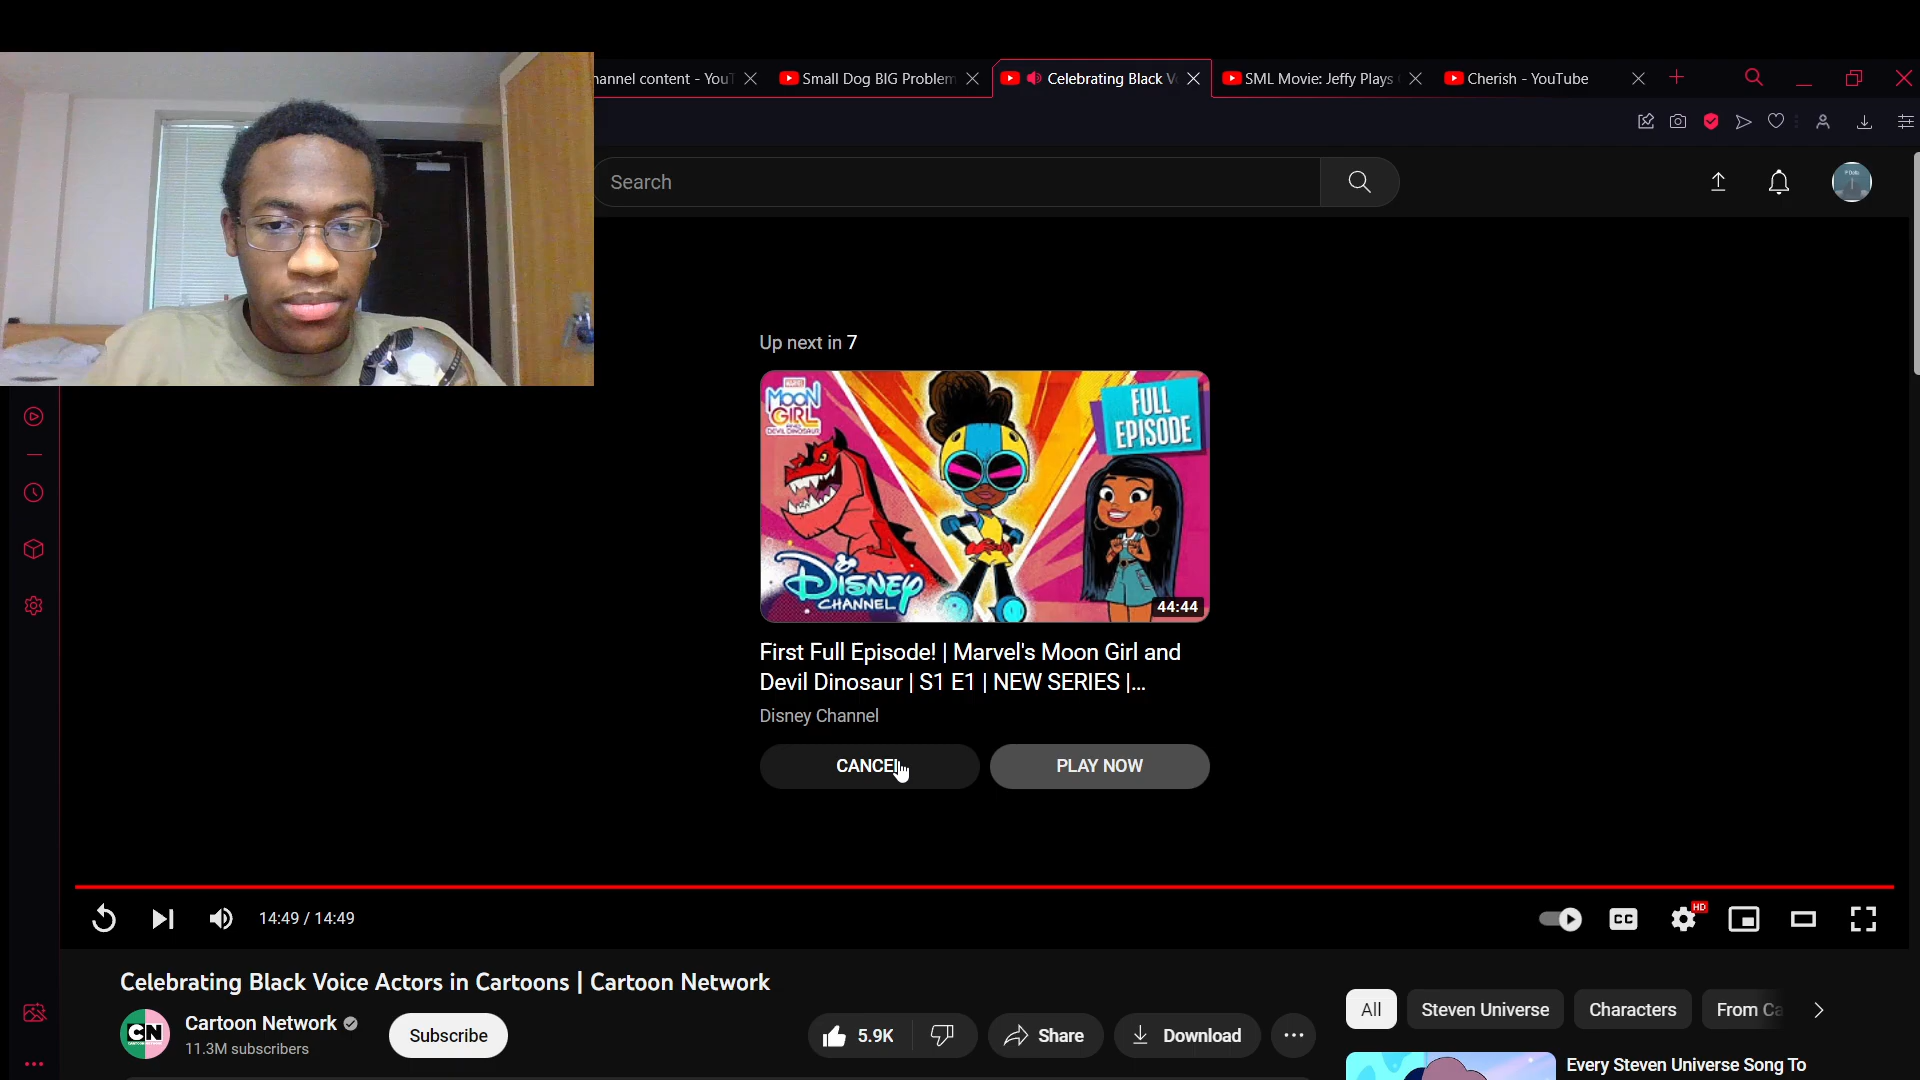 hannel content - YouT
Small Dog BIG Problem
Celebrating Black V
SML Movie: Jeffy Plays
Cherish - YouTube
Search
Up next in 7
MARVEL
MOON
GIRL
FULL
EPISODE
DISNEY
CHANNEL
44:44
First Full Episode! | Marvel's Moon Girl and
Devil Dinosaur | S1 E1 | NEW SERIES |...
Disney Channel
CANCEL
PLAY NOW
14:49 / 14:49
CC
HD
Celebrating Black Voice Actors in Cartoons | Cartoon Network
CN
Cartoon Network
11.3M subscribers
Subscribe
5.9K
Share
Download
All
Steven Universe
Characters
From Ca
Every Steven Universe Song To